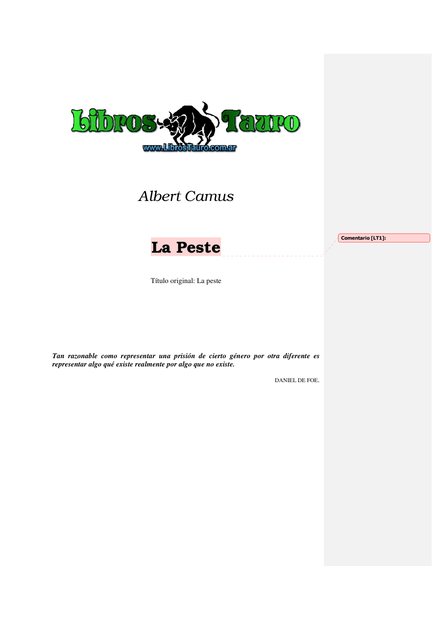 Libros Tauro
www.LibrosTauro.com.ar
Albert Camus
La Peste
Comentario [LT1]:
Título original: La peste
Tan razonable como representar una prisión de cierto género por otra diferente es
representar algo qué existe realmente por algo que no existe.
DANIEL DE FOE.